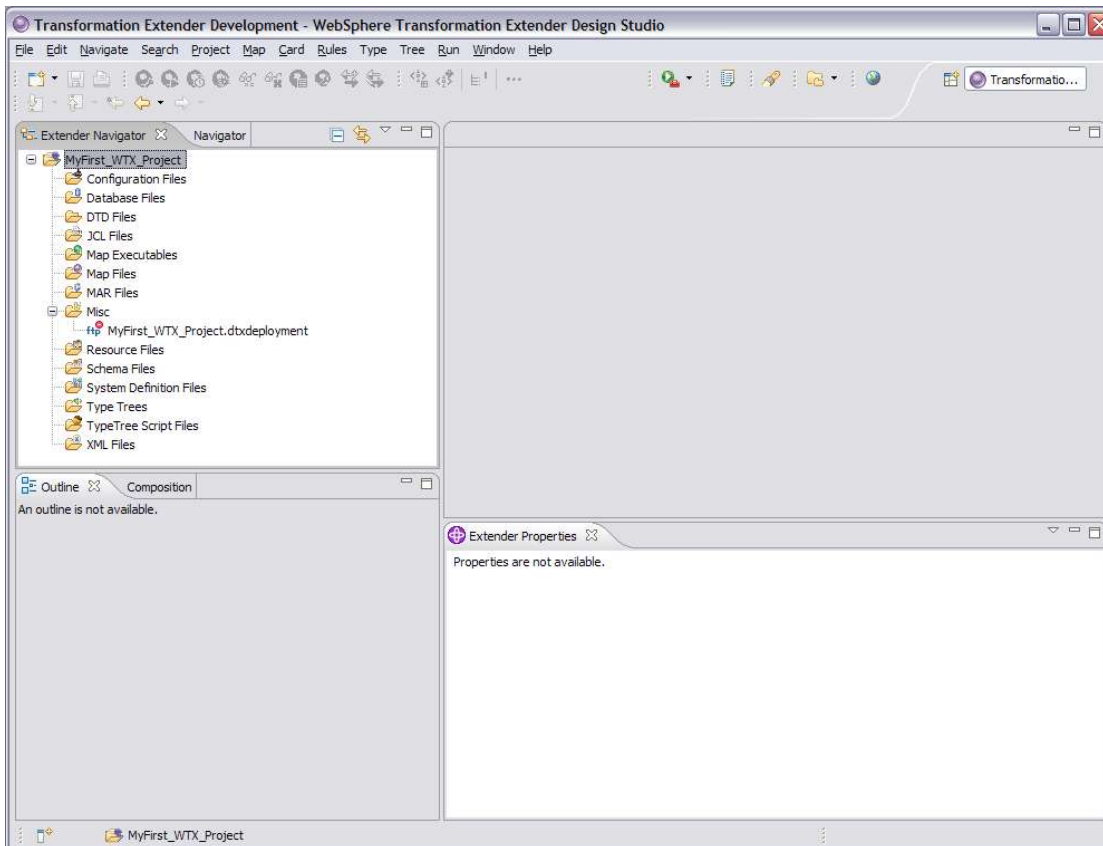 Transformation Extender Development - WebSphere Transformation Extender Design Studio
File Edit Navigate Search Project Map Card Rules Type Tree Run Window Help
Transformatio...
Extender Navigator Navigator
MyFirst_WTX_Project
Configuration Files
Database Files
DTD Files
JCL Files
Map Executables
Map Files
MAR Files
Misc
ftp MyFirst_WTX_Project.dtxdeployment
Resource Files
Schema Files
System Definition Files
Type Trees
TypeTree Script Files
XML Files
Outline Composition
An outline is not available.
Extender Properties
Properties are not available.
MyFirst_WTX_Project